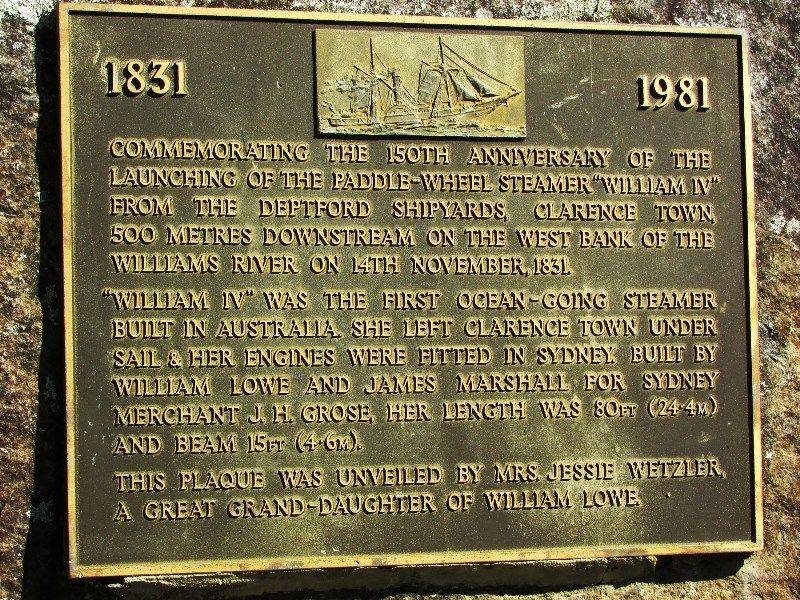 1831
1981
COMMEMORATING THE 150TH ANNIVERSARY OF THE
LAUNCHING OF THE PADDLE-WHEEL STEAMER "WILLIAM IV"
FROM THE DEPTFORD SHIPYARDS, CLARENCE TOWN,
500 METRES DOWNSTREAM ON THE WEST BANK OF THE
WILLIAMS RIVER ON 14TH NOVEMBER, 1831.
"WILLIAM IV" WAS THE FIRST OCEAN-GOING STEAMER
BUILT IN AUSTRALIA. SHE LEFT CLARENCE TOWN UNDER
SAIL & HER ENGINES WERE FITTED IN SYDNEY. BUILT BY
WILLIAM LOWE AND JAMES MARSHALL FOR SYDNEY
MERCHANT J. H. GROSE, HER LENGTH WAS 80FT (24·4M)
AND BEAM 15FT (4·6M).
THIS PLAQUE WAS UNVEILED BY MRS. JESSIE WETZLER,
A GREAT GRAND-DAUGHTER OF WILLIAM LOWE.